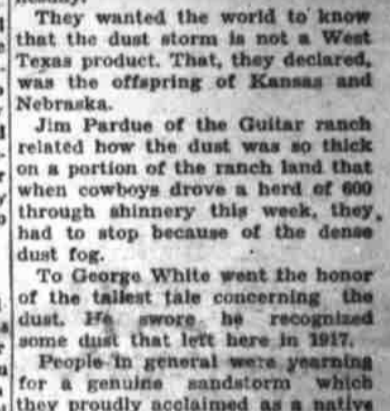 They wanted the world to know
that the dust storm is not a West
Texas product. That, they declared,
was the offspring of Kansas and
Nebraska.
Jim Pardue of the Guitar ranch
related how the dust was so thick
on a portion of the ranch land that
when cowboys drove a herd of 600
through shinnery this week, they
had to stop because of the dense
dust fog.
To George White went the honor
of the tallest tale concerning the
dust. He swore he recognized
some dust that left here in 1917.
People in general were yearning
for a genuine sandstorm which
they proudly acclaimed as a native